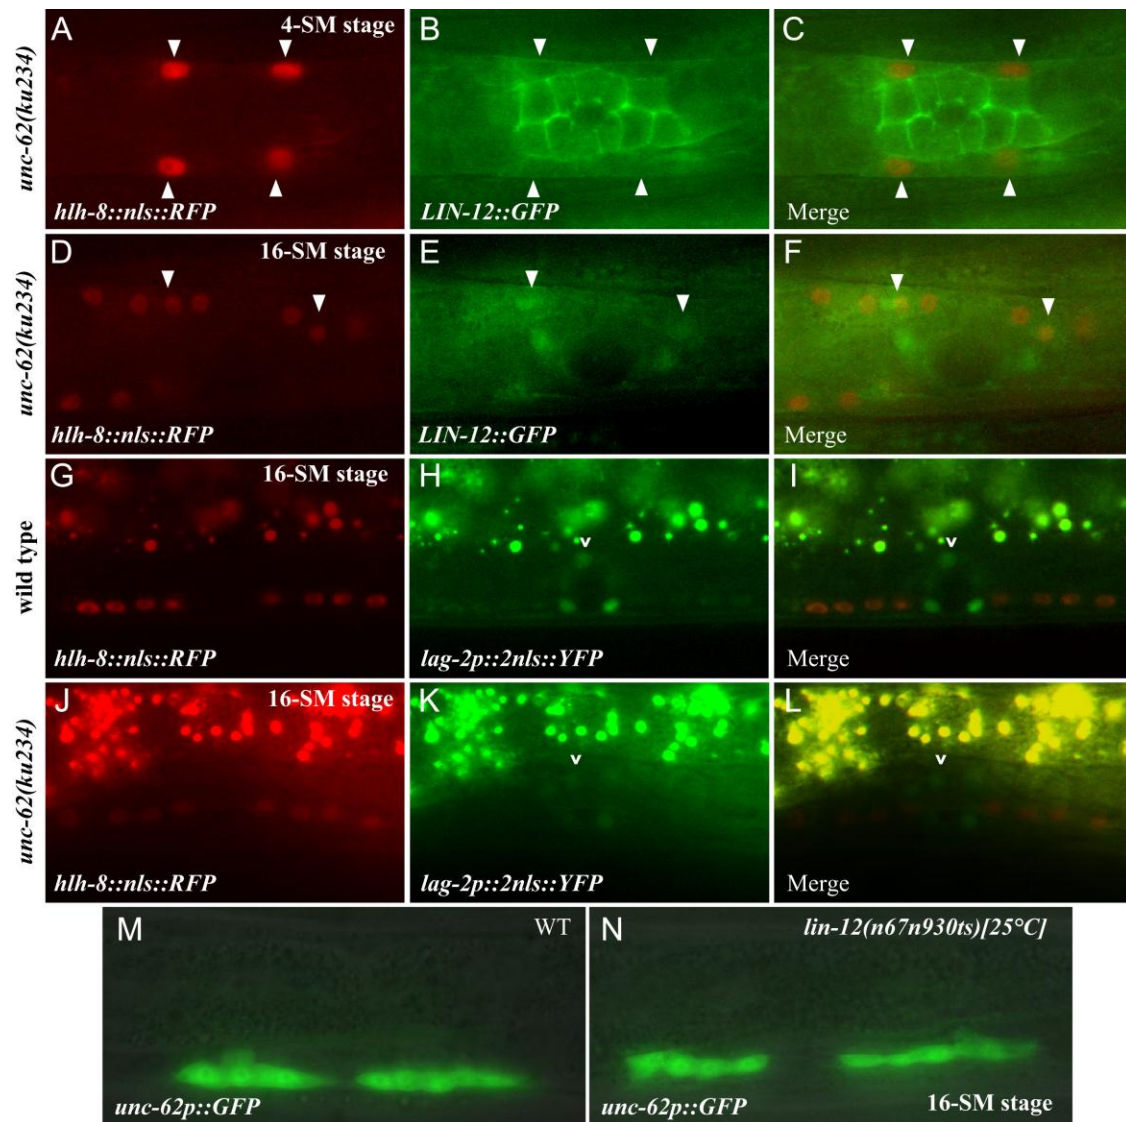 A
4-SM stage
B
C
unc-62(ku234)
hlh-8::nls::RFP
LIN-12::GFP
Merge
D
16-SM stage
E
F
unc-62(ku234)
hlh-8::nls::RFP
LIN-12::GFP
Merge
G
16-SM stage
H
I
wild type
hlh-8::nls::RFP
lag-2p::2nls::YFP
Merge
J
16-SM stage
K
L
unc-62(ku234)
hlh-8::nls::RFP
lag-2p::2nls::YFP
Merge
M
WT
N
lin-12(n67n930ts)[25°C]
unc-62p::GFP
unc-62p::GFP
16-SM stage